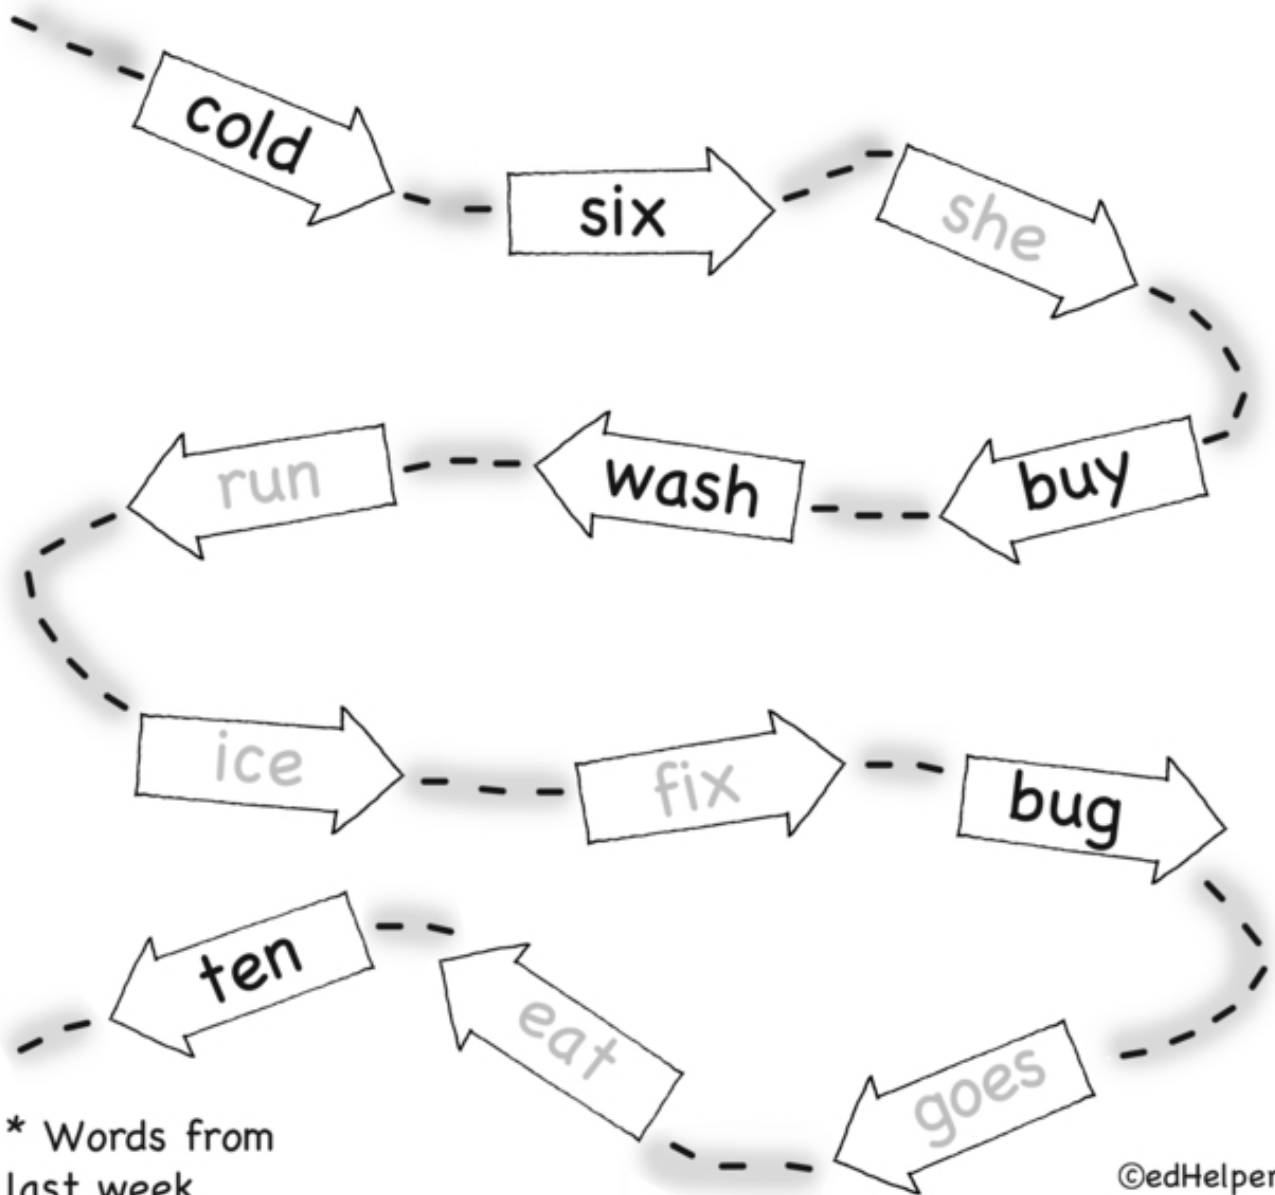 cold
six
she
buy
wash
run
ice
fix
bug
goes
eat
ten
* Words from
last week
©edHelper